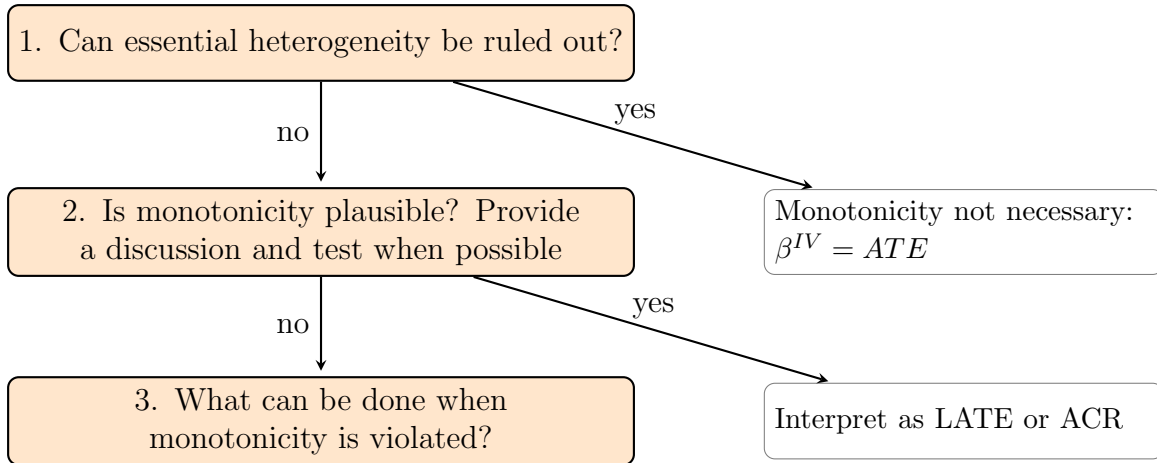 1. Can essential heterogeneity be ruled out?
no
yes
2. Is monotonicity plausible? Provide
a discussion and test when possible
Monotonicity not necessary:
β^{IV} = ATE
no
yes
3. What can be done when
monotonicity is violated?
Interpret as LATE or ACR